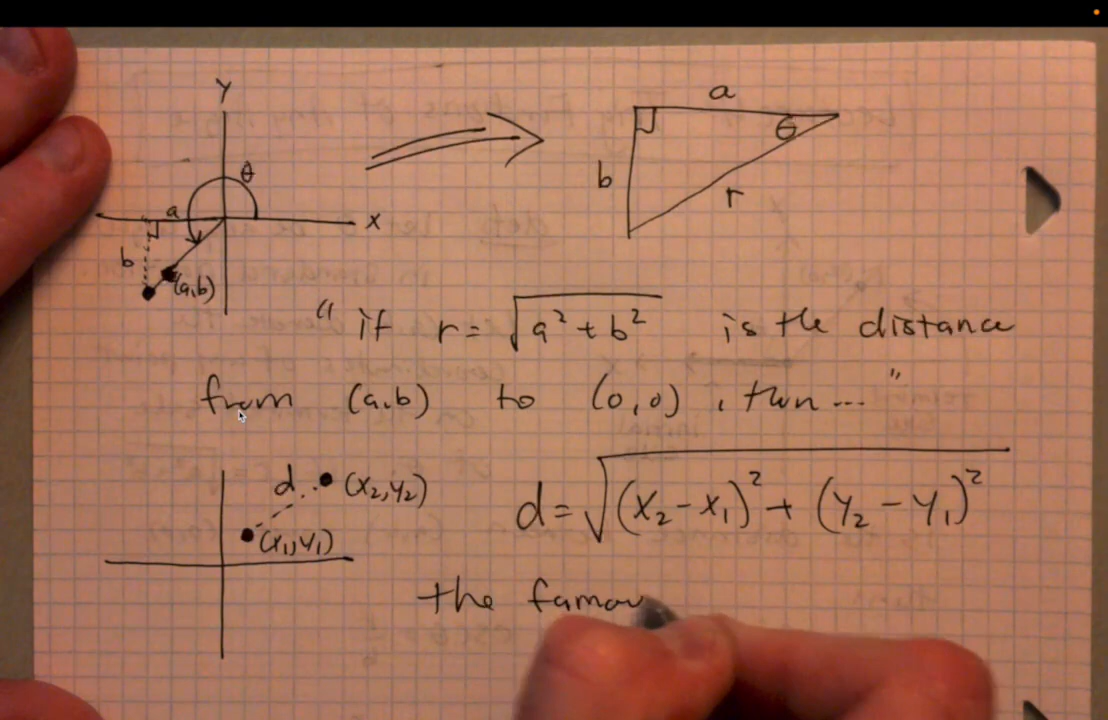 Y
θ
a
X
b
(a,b)
a
θ
b
r
"if r = √a² + b² is the distance
from (a,b) to (0,0), then..."
d
(x₂,y₂)
(x₁,y₁)
d = √(x₂-x₁)² + (y₂-y₁)²
the famou